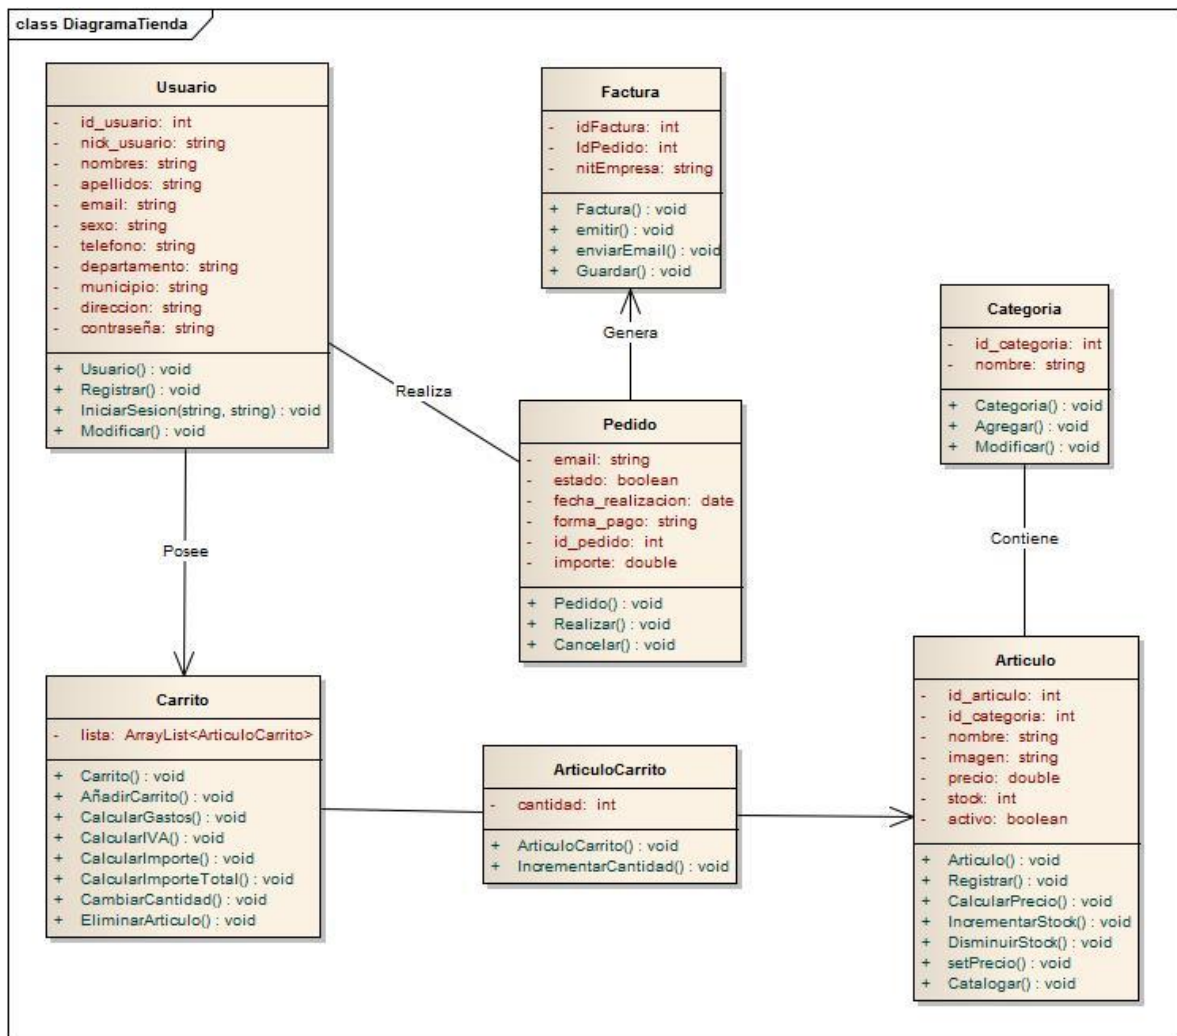 class DiagramaTienda
Usuario
- id_usuario: int
- nick_usuario: string
- nombres: string
- apellidos: string
- email: string
- sexo: string
- telefono: string
- departamento: string
- municipio: string
- direccion: string
- contraseña: string
+ Usuario() : void
+ Registrar() : void
+ IniciarSesion(string, string) : void
+ Modificar() : void
Factura
- idFactura: int
- IdPedido: int
- nitEmpresa: string
+ Factura() : void
+ emitir() : void
+ enviarEmail() : void
+ Guardar() : void
Genera
Realiza
Categoria
- id_categoria: int
- nombre: string
+ Categoria() : void
+ Agregar() : void
+ Modificar() : void
Pedido
- email: string
- estado: boolean
- fecha_realizacion: date
- forma_pago: string
- id_pedido: int
- importe: double
+ Pedido() : void
+ Realizar() : void
+ Cancelar() : void
Posee
Contiene
Carrito
- lista: ArrayList<ArticuloCarrito>
+ Carrito() : void
+ AñadirCarrito() : void
+ CalcularGastos() : void
+ CalcularIVA() : void
+ CalcularImporte() : void
+ CalcularImporteTotal() : void
+ CambiarCantidad() : void
+ EliminarArticulo() : void
ArticuloCarrito
- cantidad: int
+ ArticuloCarrito() : void
+ IncrementarCantidad() : void
Articulo
- id_articulo: int
- id_categoria: int
- nombre: string
- imagen: string
- precio: double
- stock: int
- activo: boolean
+ Articulo() : void
+ Registrar() : void
+ CalcularPrecio() : void
+ IncrementarStock() : void
+ DisminuirStock() : void
+ setPrecio() : void
+ Catalogar() : void